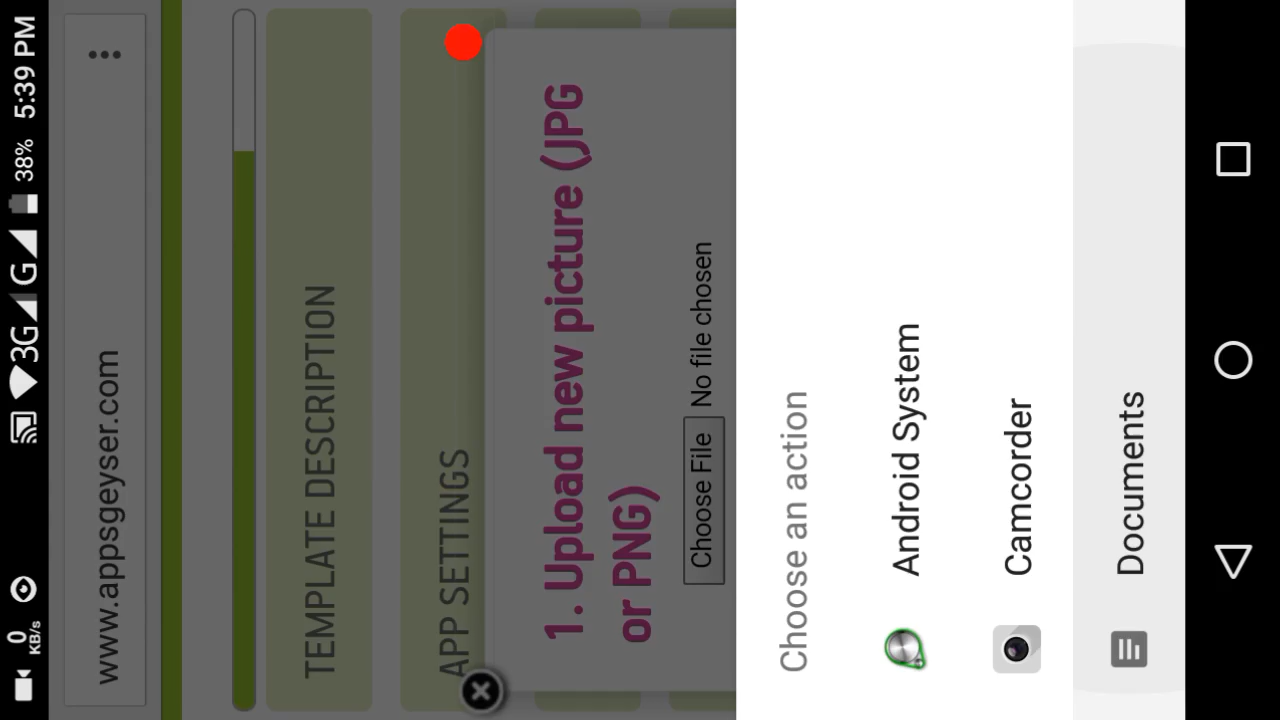 0 KB/s 3G G 38% 5:39 PM
www.appsgeyser.com
TEMPLATE DESCRIPTION
APP SETTINGS
1. Upload new picture (JPG
or PNG)
Choose File No file chosen
Choose an action
Android System
Camcorder
Documents